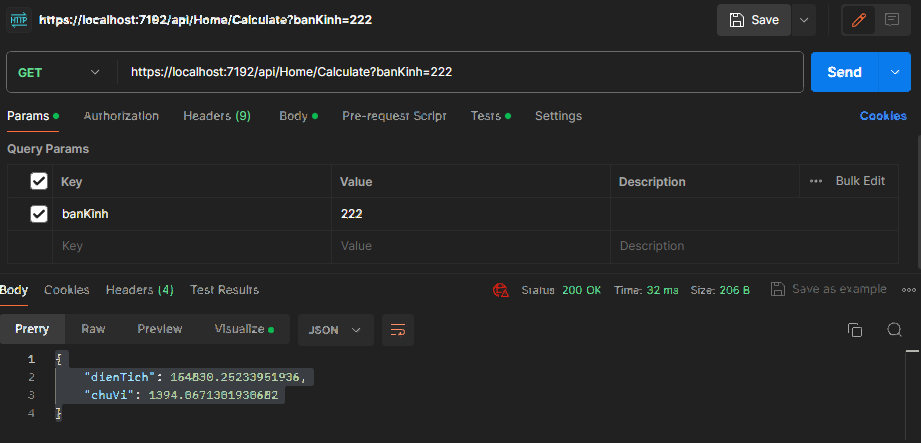 HTTP https://localhost:7192/api/Home/Calculate?banKinh=222 Save
GET https://localhost:7192/api/Home/Calculate?banKinh=222 Send
Params Authorization Headers (9) Body Pre-request Script Tests Settings Cookies
Query Params
Key Value Description ••• Bulk Edit
banKinh 222
Key Value Description
Body Cookies Headers (4) Test Results Status: 200 OK Time: 32 ms Size: 206 B Save as example •••
Pretty Raw Preview Visualize JSON
1 {
2 "dienTich": 154830.25233951936,
3 "chuVi": 1394.8671381938682
4 }